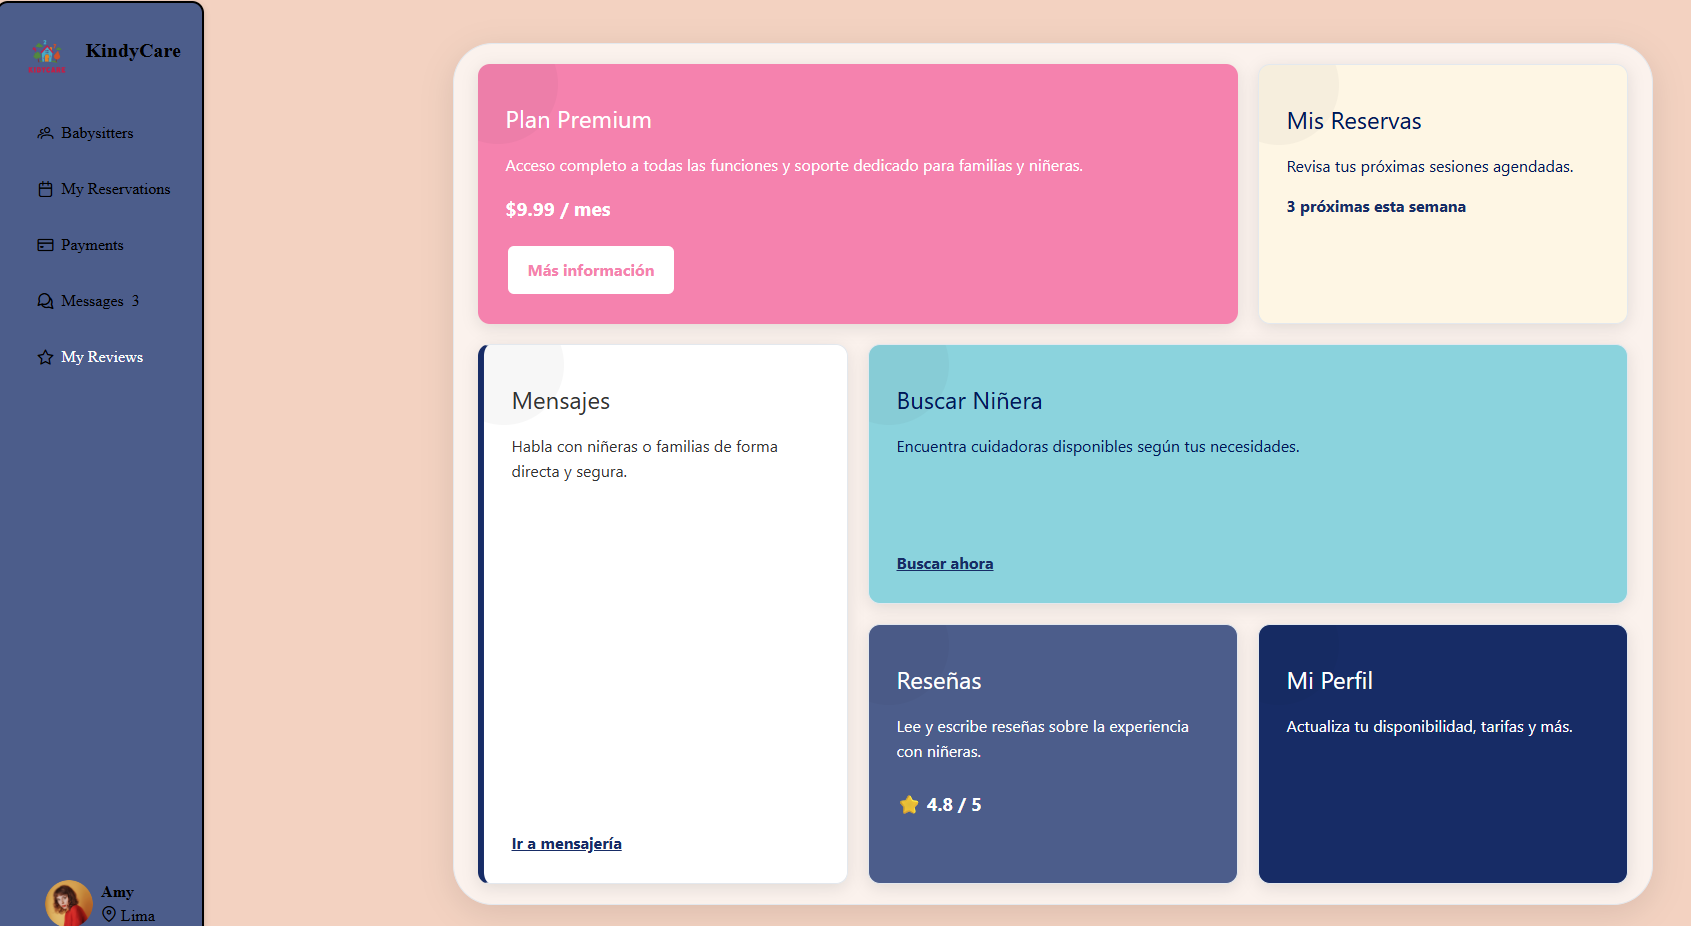 KindyCare
Babysitters
My Reservations
Payments
Messages 3
My Reviews
Amy
Lima
Plan Premium
Acceso completo a todas las funciones y soporte dedicado para familias y niñeras.
$9.99 / mes
Más información
Mis Reservas
Revisa tus próximas sesiones agendadas.
3 próximas esta semana
Mensajes
Habla con niñeras o familias de forma
directa y segura.
Ir a mensajería
Buscar Niñera
Encuentra cuidadoras disponibles según tus necesidades.
Buscar ahora
Reseñas
Lee y escribe reseñas sobre la experiencia
con niñeras.
4.8 / 5
Mi Perfil
Actualiza tu disponibilidad, tarifas y más.